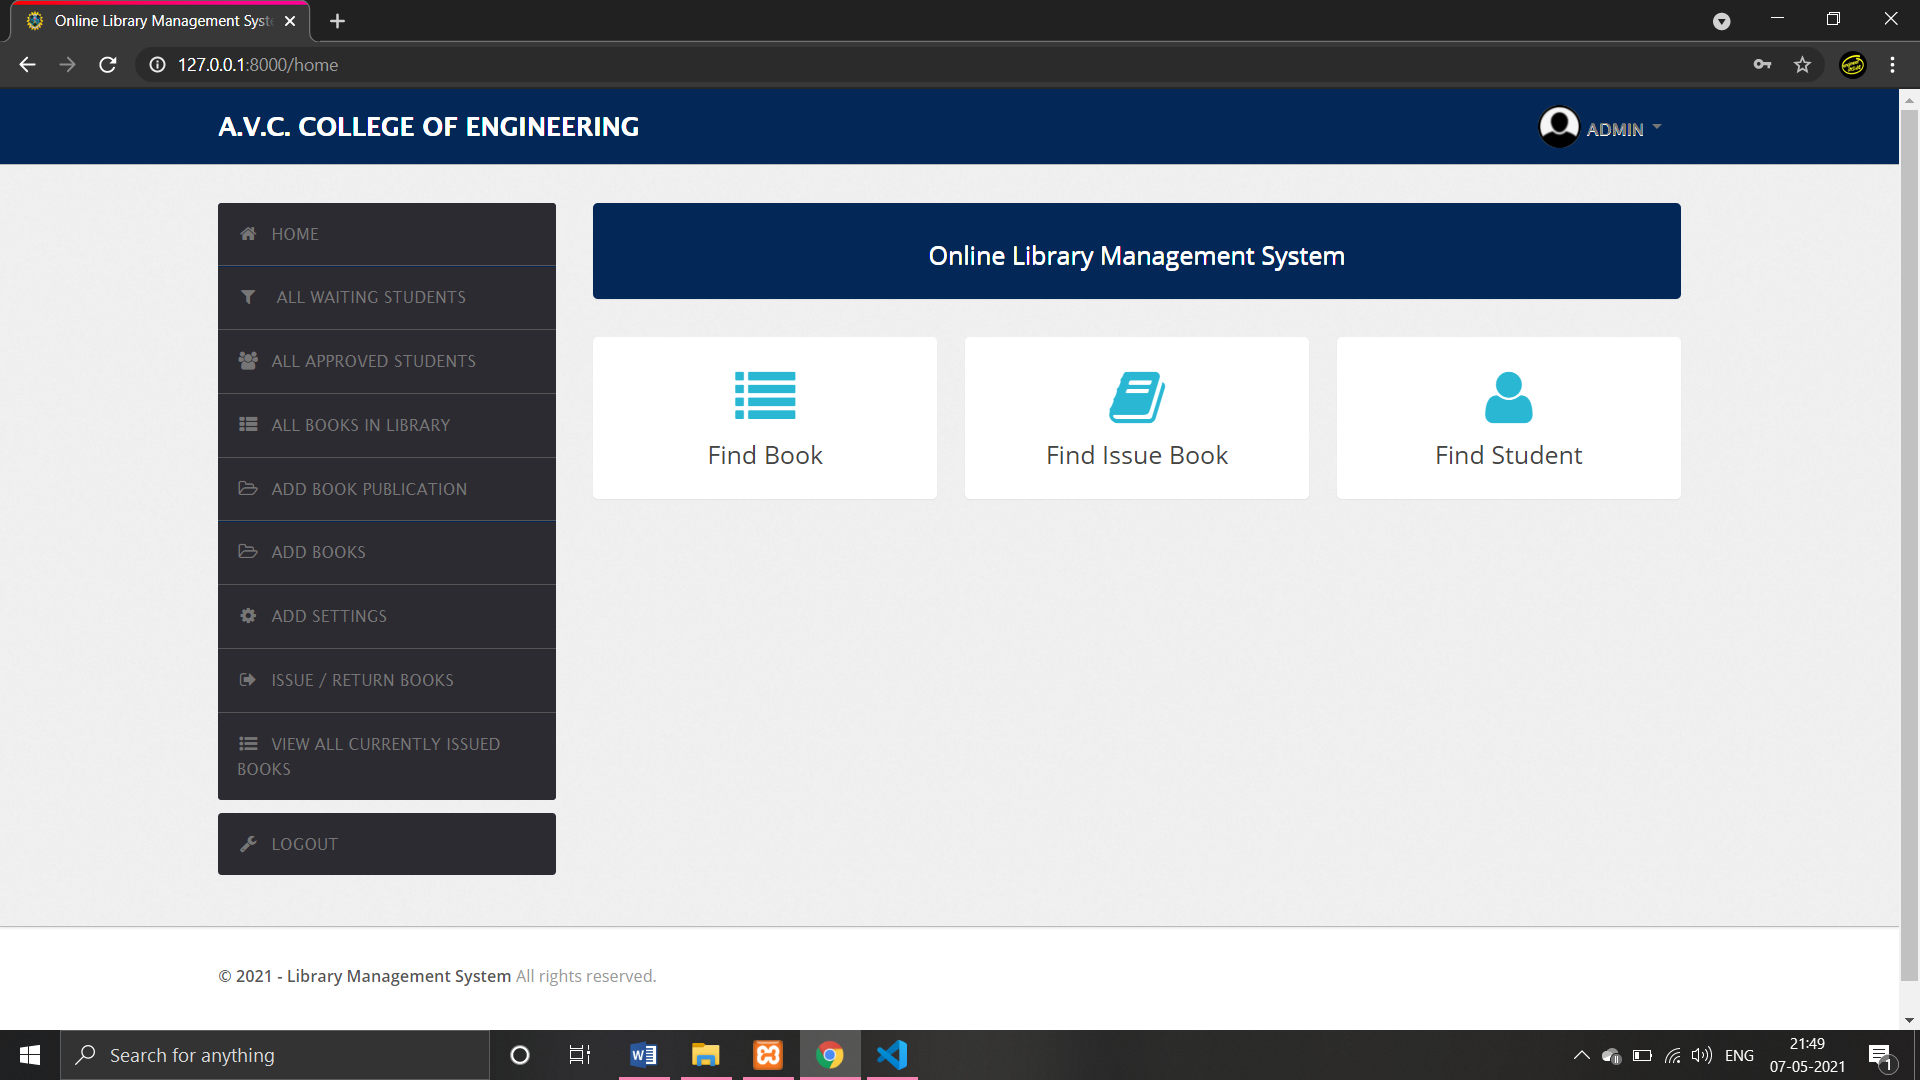 Online Library Management Syst
127.0.0.1:8000/home
A.V.C. COLLEGE OF ENGINEERING
ADMIN
HOME
ALL WAITING STUDENTS
ALL APPROVED STUDENTS
ALL BOOKS IN LIBRARY
ADD BOOK PUBLICATION
ADD BOOKS
ADD SETTINGS
ISSUE / RETURN BOOKS
VIEW ALL CURRENTLY ISSUED
BOOKS
LOGOUT
Online Library Management System
Find Book
Find Issue Book
Find Student
© 2021 - Library Management System All rights reserved.
Search for anything
ENG
21:49
07-05-2021
1